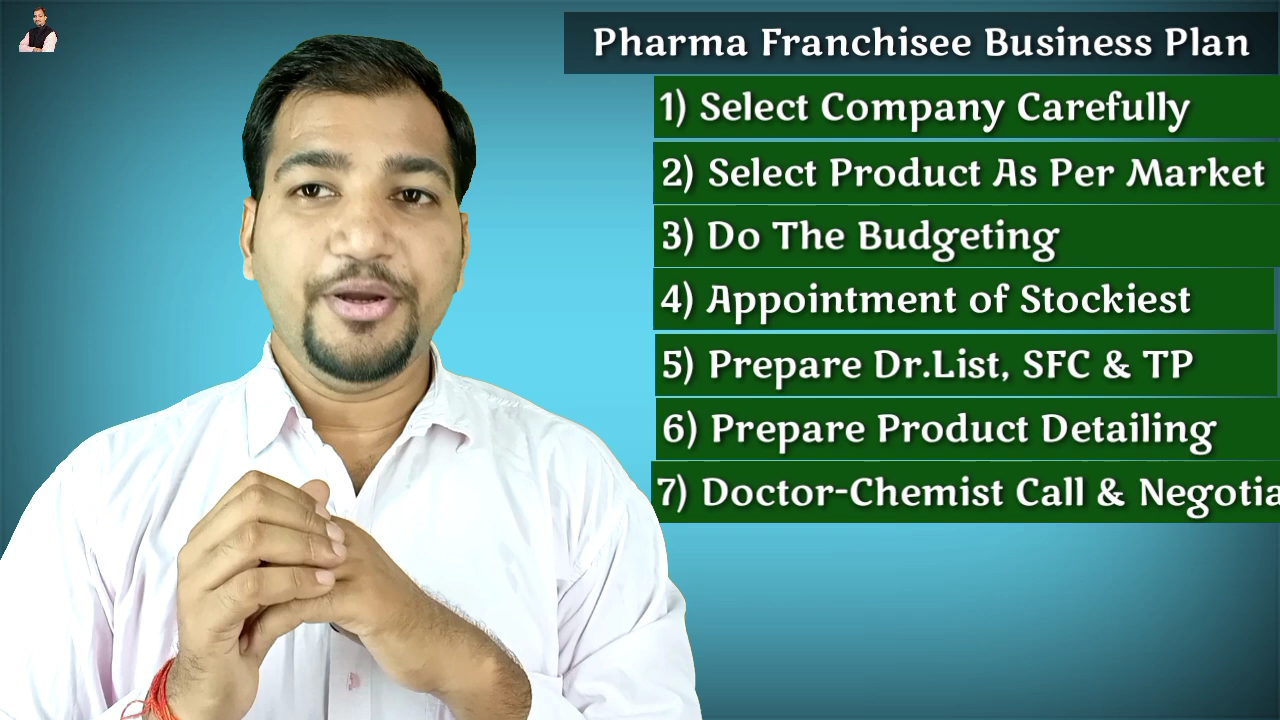 Pharma Franchisee Business Plan
1) Select Company Carefully
2) Select Product As Per Market
3) Do The Budgeting
4) Appointment of Stockiest
5) Prepare Dr.List, SFC & TP
6) Prepare Product Detailing
7) Doctor-Chemist Call & Negotia